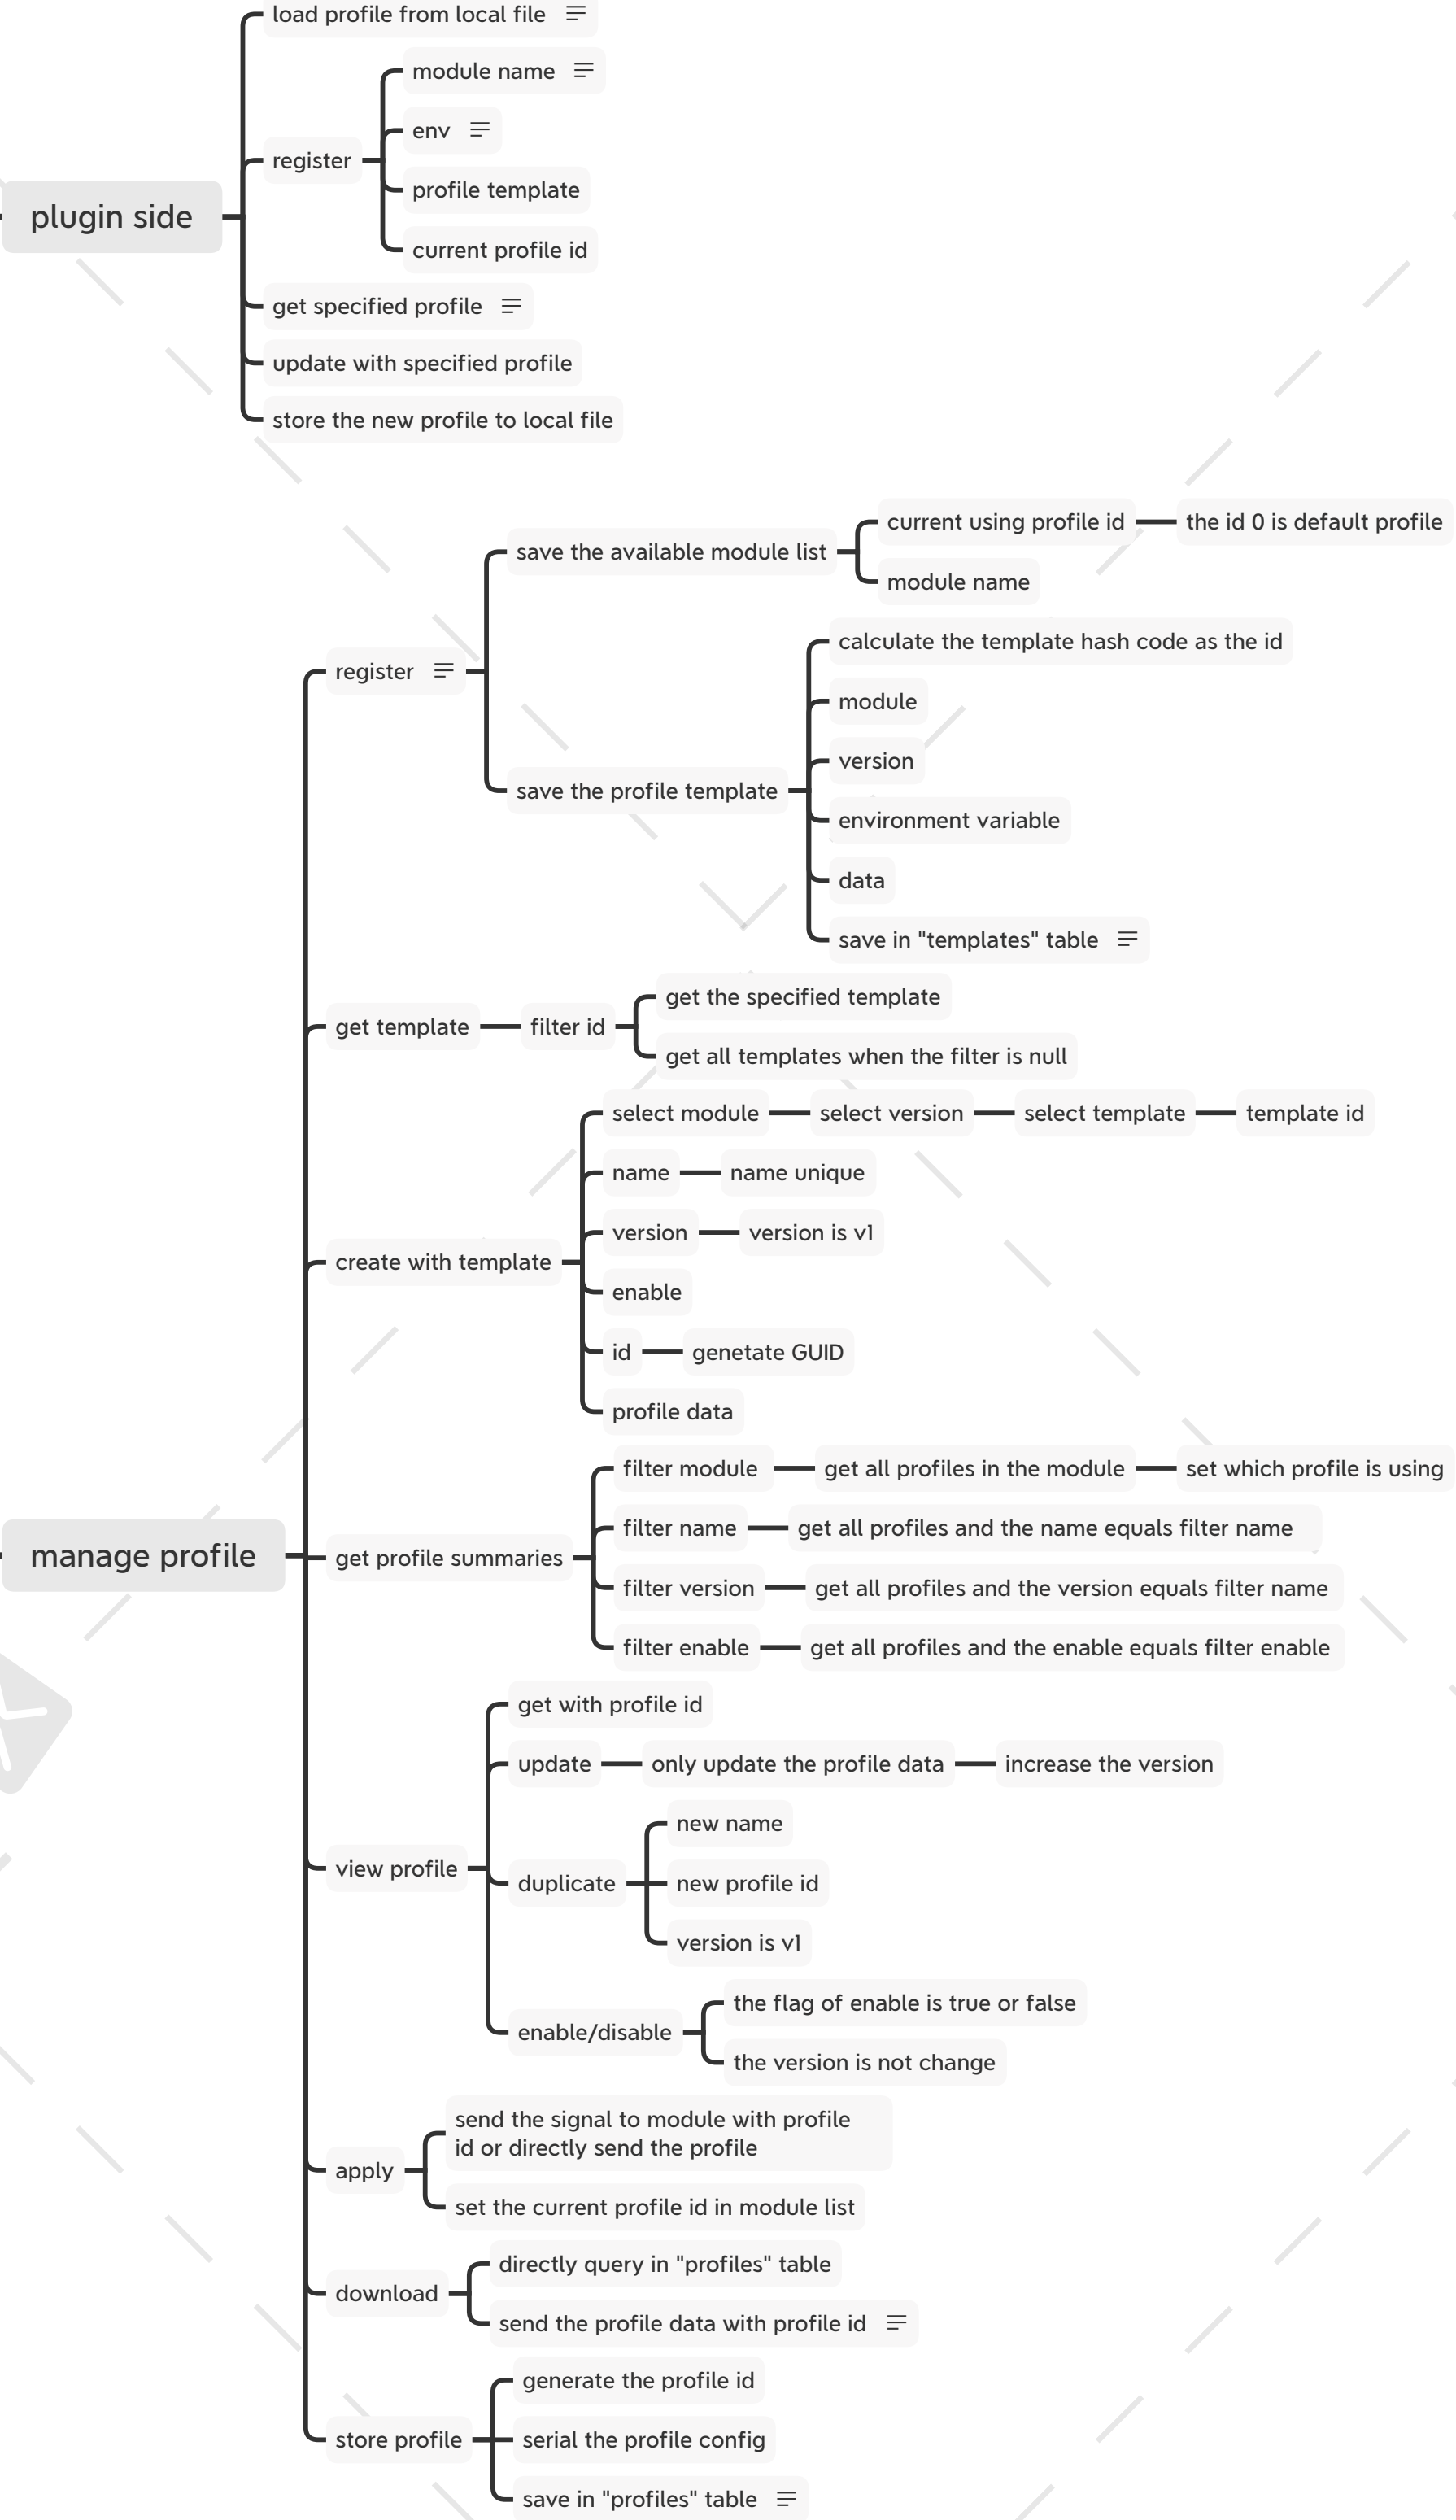 load profile from local file
module name
env
register
profile template
plugin side
current profile id
get specified profile
update with specified profile
store the new profile to local file
current using profile id
the id 0 is default profile
save the available module list
module name
calculate the template hash code as the id
register
module
version
save the profile template
environment variable
data
save in "templates" table
get the specified template
get template
filter id
get all templates when the filter is null
select module
select version
select template
template id
name
name unique
version
version is v1
create with template
enable
id
genetate GUID
profile data
filter module
get all profiles in the module
set which profile is using
filter name
get all profiles and the name equals filter name
manage profile
get profile summaries
filter version
get all profiles and the version equals filter name
filter enable
get all profiles and the enable equals filter enable
get with profile id
update
only update the profile data
increase the version
new name
view profile
duplicate
new profile id
version is v1
the flag of enable is true or false
enable/disable
the version is not change
send the signal to module with profile
id or directly send the profile
apply
set the current profile id in module list
directly query in "profiles" table
download
send the profile data with profile id
generate the profile id
store profile
serial the profile config
save in "profiles" table